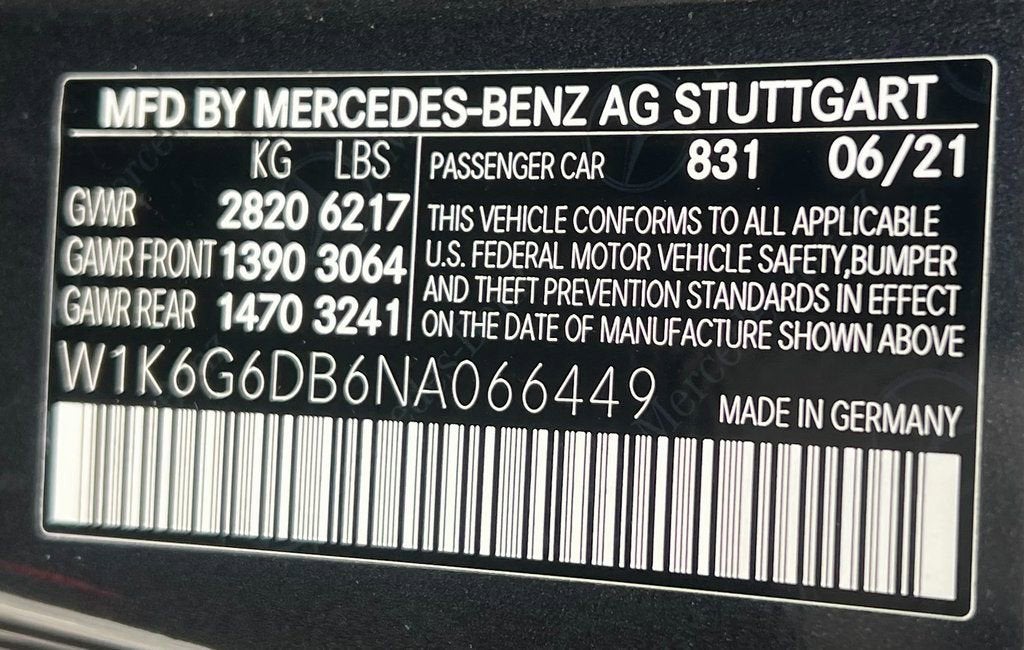 MFD BY MERCEDES-BENZ AG STUTTGART
KG LBS
GVWR 2820 6217
GAWR FRONT 1390 3064
GAWR REAR 1470 3241
PASSENGER CAR 831 06/21
THIS VEHICLE CONFORMS TO ALL APPLICABLE
U.S. FEDERAL MOTOR VEHICLE SAFETY,BUMPER
AND THEFT PREVENTION STANDARDS IN EFFECT
ON THE DATE OF MANUFACTURE SHOWN ABOVE
W1K6G6DB6NA066449
MADE IN GERMANY